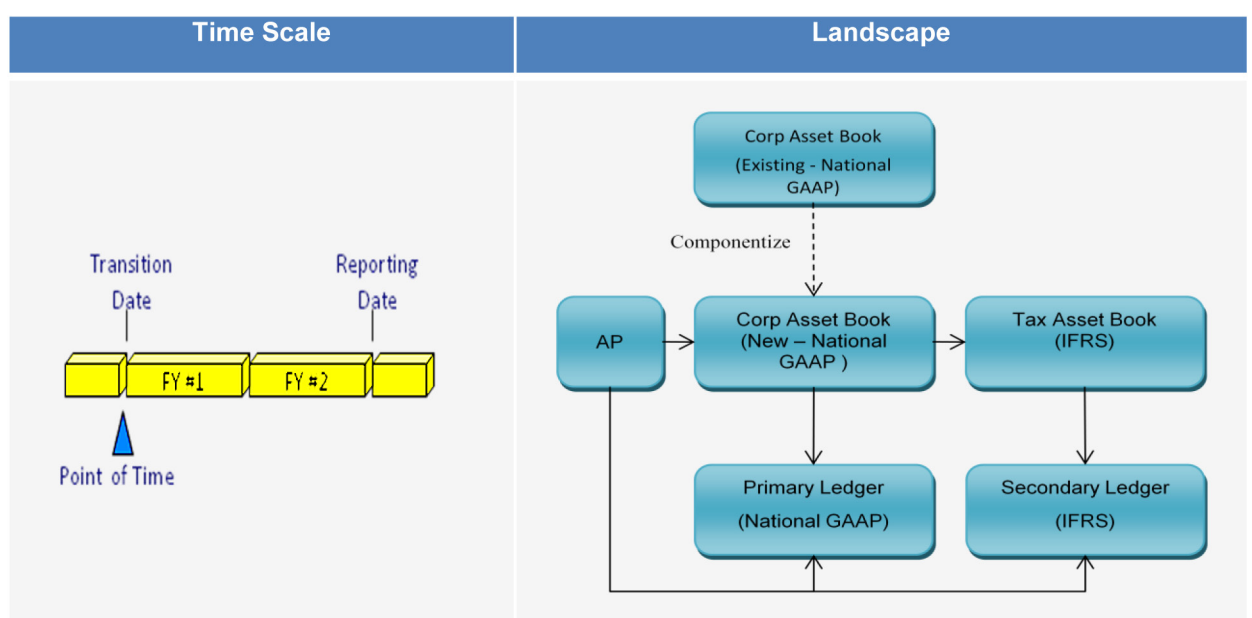 Time Scale
Landscape
Transition
Date
Reporting
Date
FY #1
FY #2
Point of Time
Corp Asset Book
(Existing - National
GAAP)
Componentize
AP
Corp Asset Book
(New – National
GAAP )
Tax Asset Book
(IFRS)
Primary Ledger
(National GAAP)
Secondary Ledger
(IFRS)